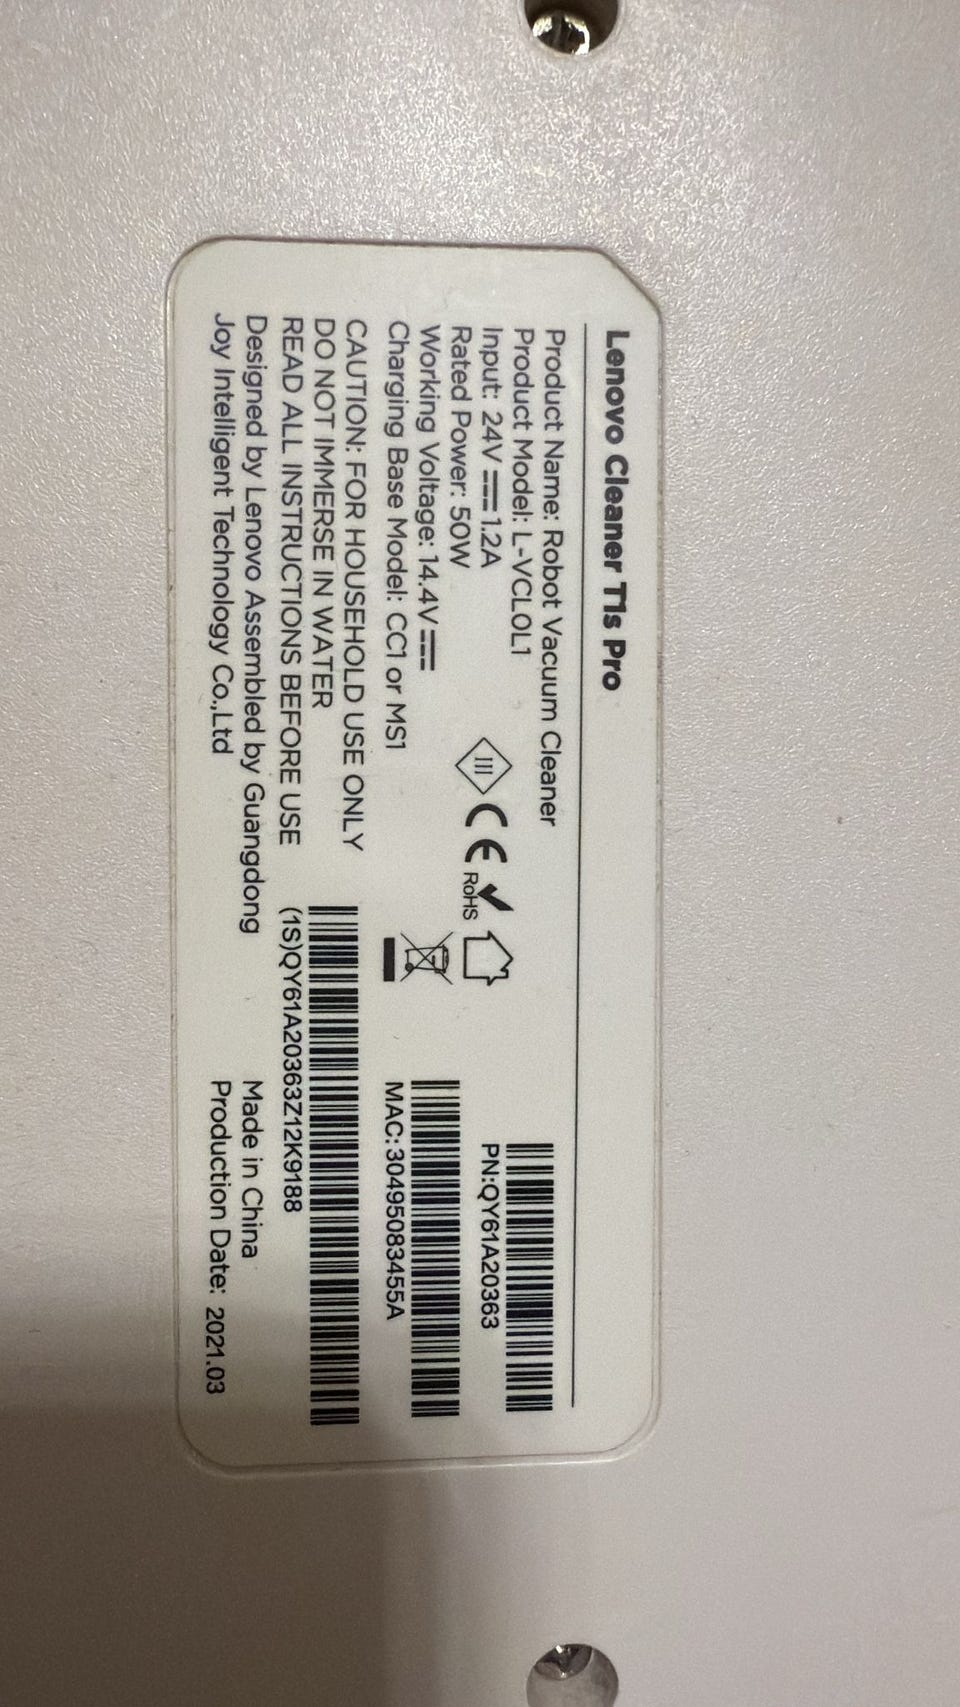 Lenovo Cleaner T1s Pro
Product Name: Robot Vacuum Cleaner
Product Model: L-VCL0L1
Input: 24V 1.2A
Rated Power: 50W
Working Voltage: 14.4V
Charging Base Model: CC1 or MS1
III CE RoHS
PN:QY61A20363
MAC:30495083455A
CAUTION: FOR HOUSEHOLD USE ONLY
DO NOT IMMERSE IN WATER
READ ALL INSTRUCTIONS BEFORE USE
(1S)QY61A20363Z12K9188
Designed by Lenovo Assembled by Guangdong
Joy Intelligent Technology Co.,Ltd
Made in China
Production Date: 2021.03